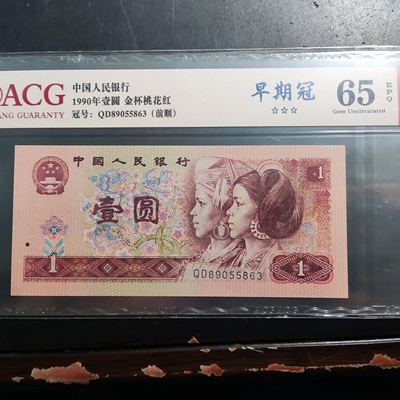 ACG
ANG GUARANTY
中国人民银行
1990年壹圆 金杯桃花红
冠号：QD89055863（前顺）
早期冠
☆☆☆
65 EPQ
Gem Uncirculated
中国人民银行
1
壹圆
QD89055863
1
1